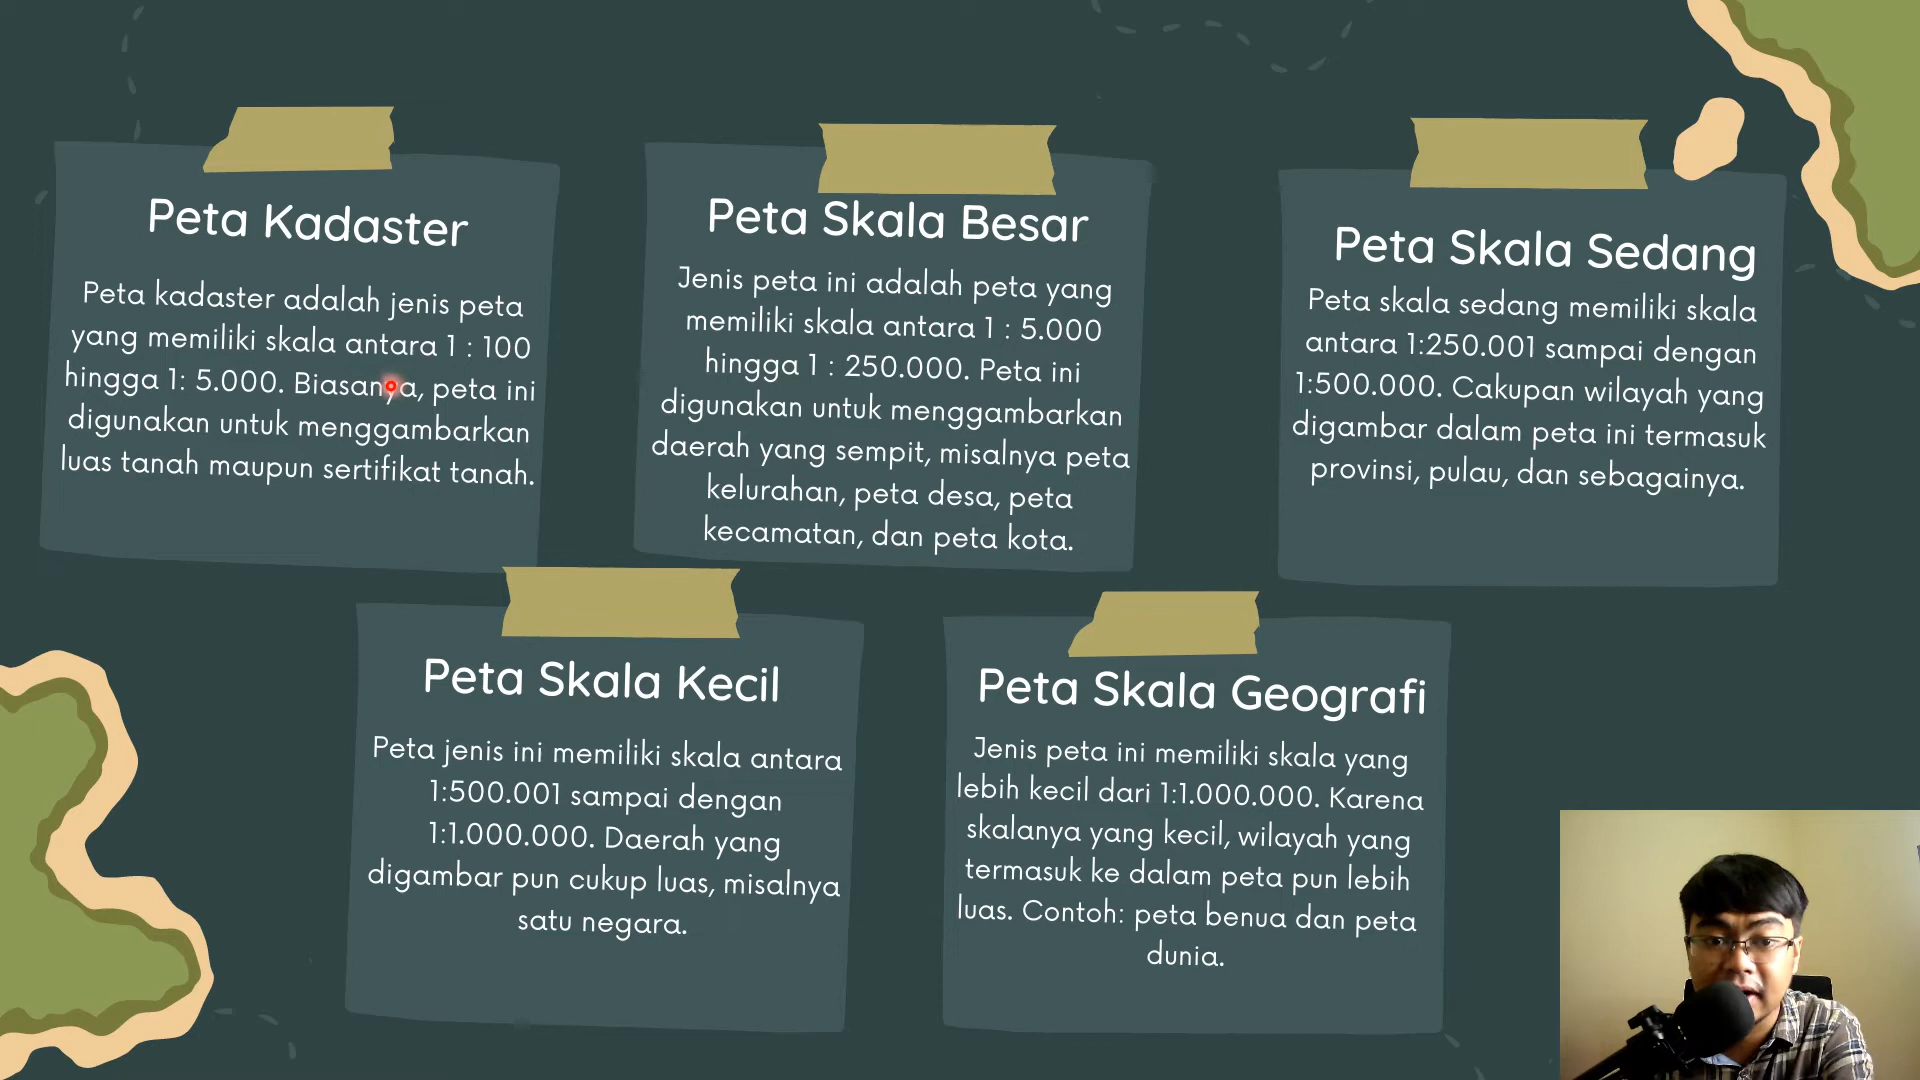 Peta Kadaster
Peta kadaster adalah jenis peta
yang memiliki skala antara 1 : 100
hingga 1: 5.000. Biasanya, peta ini
digunakan untuk menggambarkan
luas tanah maupun sertifikat tanah.
Peta Skala Besar
Jenis peta ini adalah peta yang
memiliki skala antara 1 : 5.000
hingga 1 : 250.000. Peta ini
digunakan untuk menggambarkan
daerah yang sempit, misalnya peta
kelurahan, peta desa, peta
kecamatan, dan peta kota.
Peta Skala Sedang
Peta skala sedang memiliki skala
antara 1:250.001 sampai dengan
1:500.000. Cakupan wilayah yang
digambar dalam peta ini termasuk
provinsi, pulau, dan sebagainya.
Peta Skala Kecil
Peta jenis ini memiliki skala antara
1:500.001 sampai dengan
1:1.000.000. Daerah yang
digambar pun cukup luas, misalnya
satu negara.
Peta Skala Geografi
Jenis peta ini memiliki skala yang
lebih kecil dari 1:1.000.000. Karena
skalanya yang kecil, wilayah yang
termasuk ke dalam peta pun lebih
luas. Contoh: peta benua dan peta
dunia.